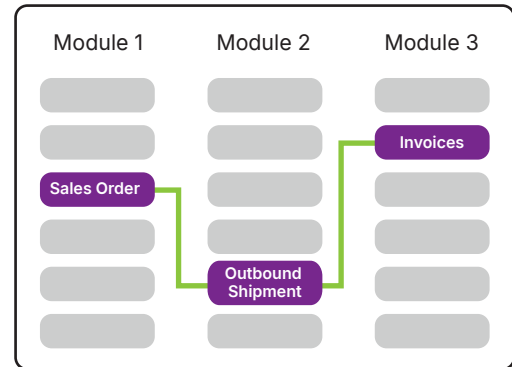 Module 1
Module 2
Module 3
Invoices
Sales Order
Outbound
Shipment